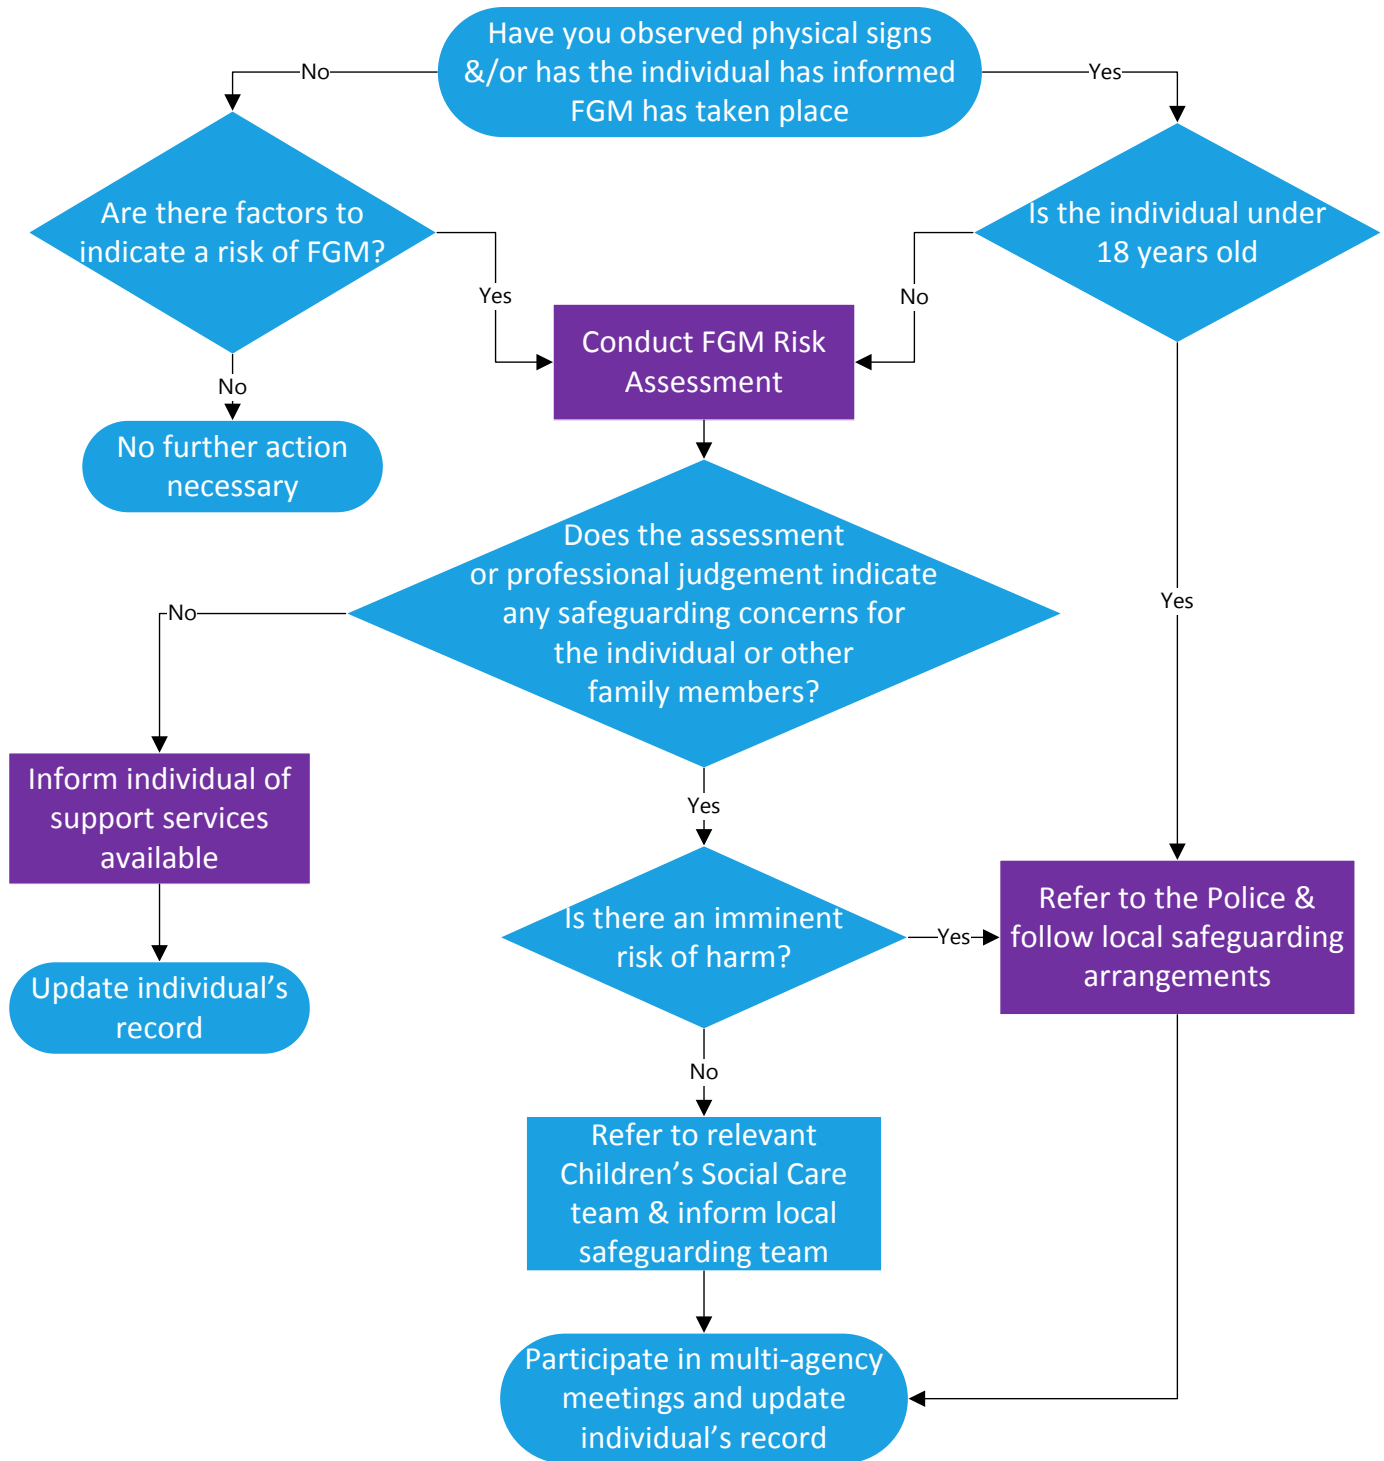 Have you observed physical signs
&/or has the individual has informed
FGM has taken place
No
Yes
Are there factors to
indicate a risk of FGM?
Is the individual under
18 years old
Yes
No
Conduct FGM Risk
Assessment
No
No further action
necessary
Does the assessment
or professional judgement indicate
any safeguarding concerns for
the individual or other
family members?
No
Yes
Inform individual of
support services
available
Yes
Is there an imminent
risk of harm?
Yes
Refer to the Police &
follow local safeguarding
arrangements
Update individual’s
record
No
Refer to relevant
Children’s Social Care
team & inform local
safeguarding team
Participate in multi-agency
meetings and update
individual’s record